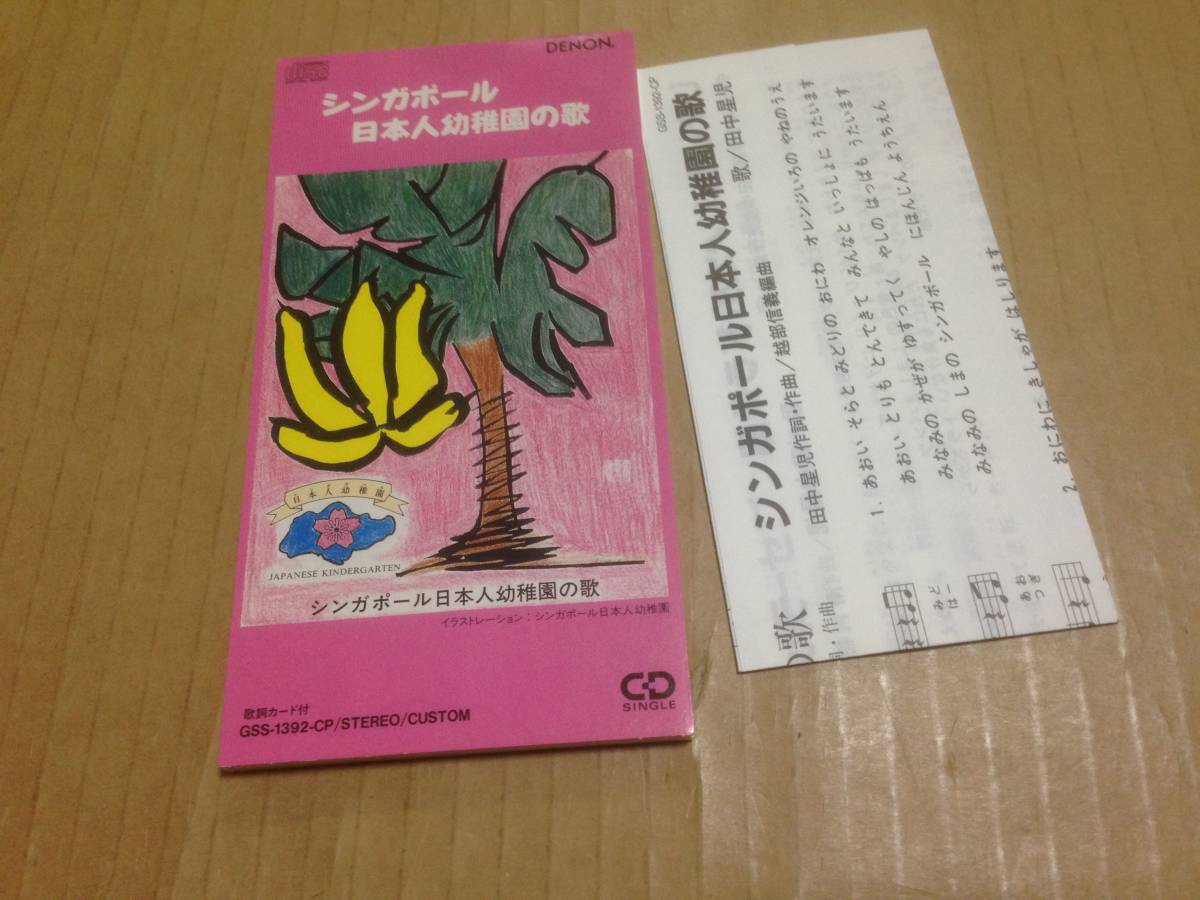 DENON
シンガポール
日本人幼稚園の歌
日本人幼稚園
JAPANESE KINDERGARTEN
シンガポール日本人幼稚園の歌
イラストレーション:シンガポール日本人幼稚園
歌詞カード付
GSS-1392-CP/STEREO/CUSTOM
CD
SINGLE
GSS-1392-CP
シンガポール日本人幼稚園の歌
歌/田中星児
田中星児作詞・作曲/越部信義編曲
1. あおい そらと みどりの おにわ オレンジいろの やねのうえ
あおい とりも とんできて みんなと いっしょに うたいます
みなみの かぜが ゆすってく やしの はっぱも うたいます
みなみの しまの シンガポール にほんじん ようちえん
2. おにわに きしゃが はしります
の歌
詞・作曲